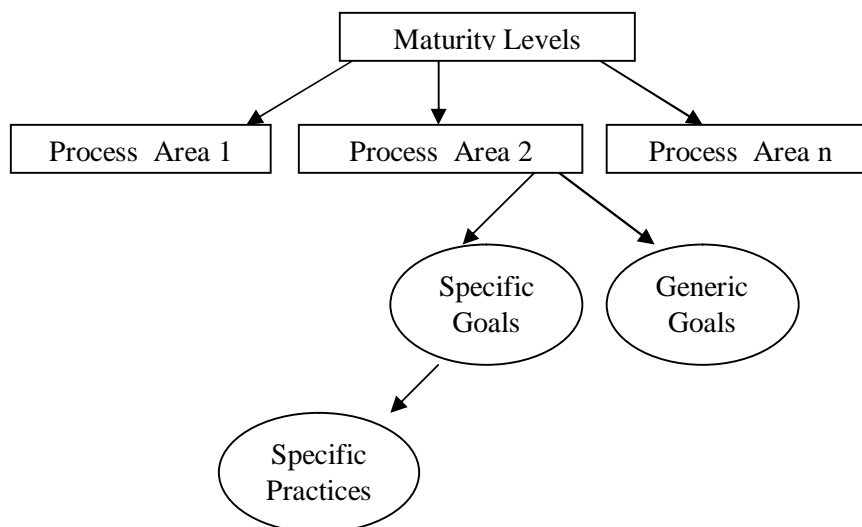 Maturity Levels
Process Area 1
Process Area 2
Process Area n
Specific
Goals
Generic
Goals
Specific
Practices